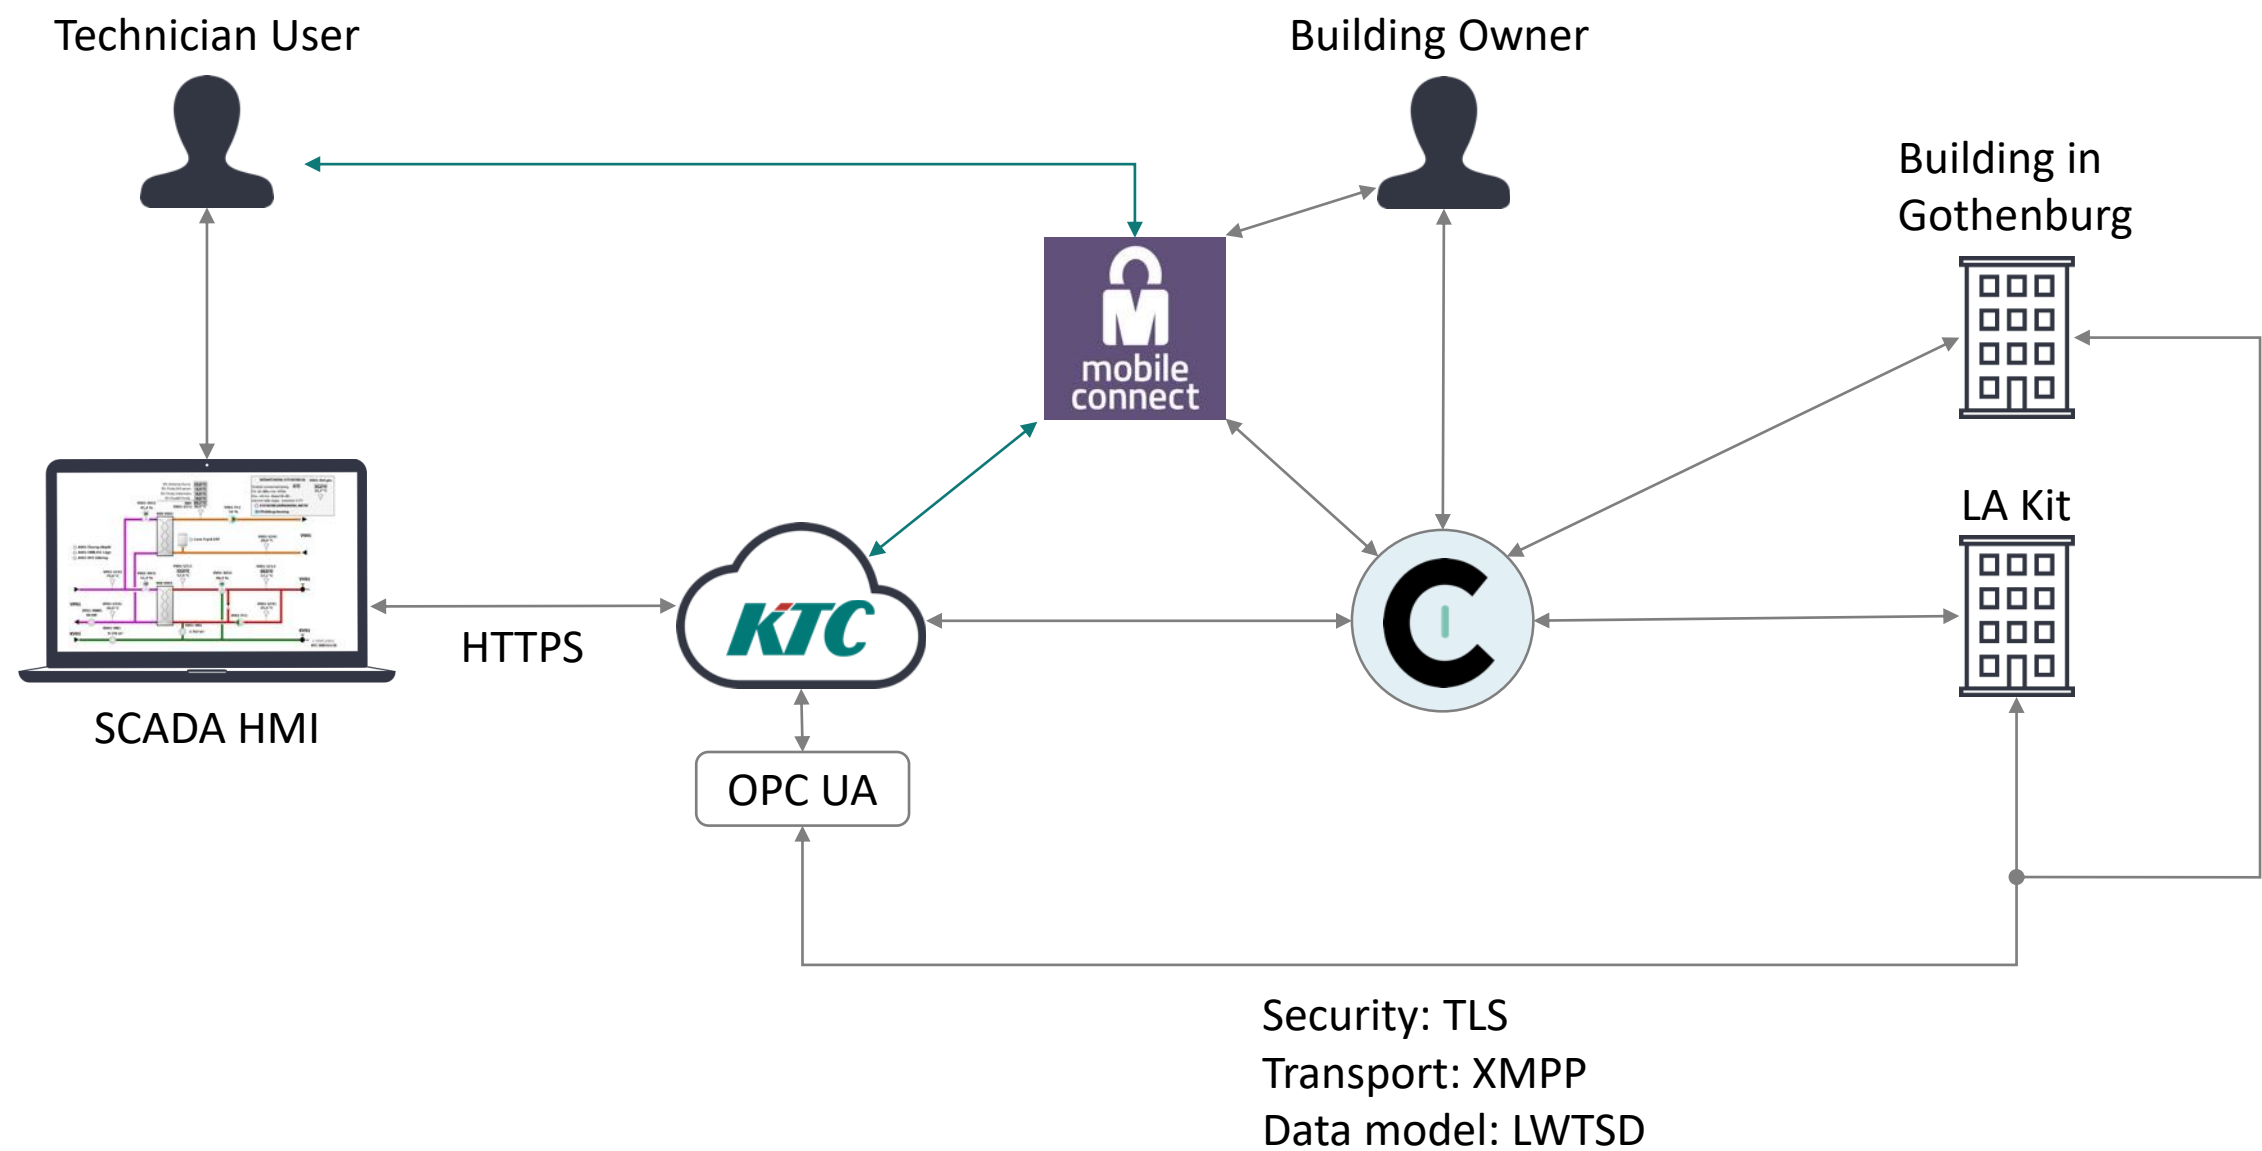 Technician User
Building Owner
Building in
Gothenburg
mobile
connect
LA Kit
KTC
HTTPS
SCADA HMI
OPC UA
Security: TLS
Transport: XMPP
Data model: LWTSD